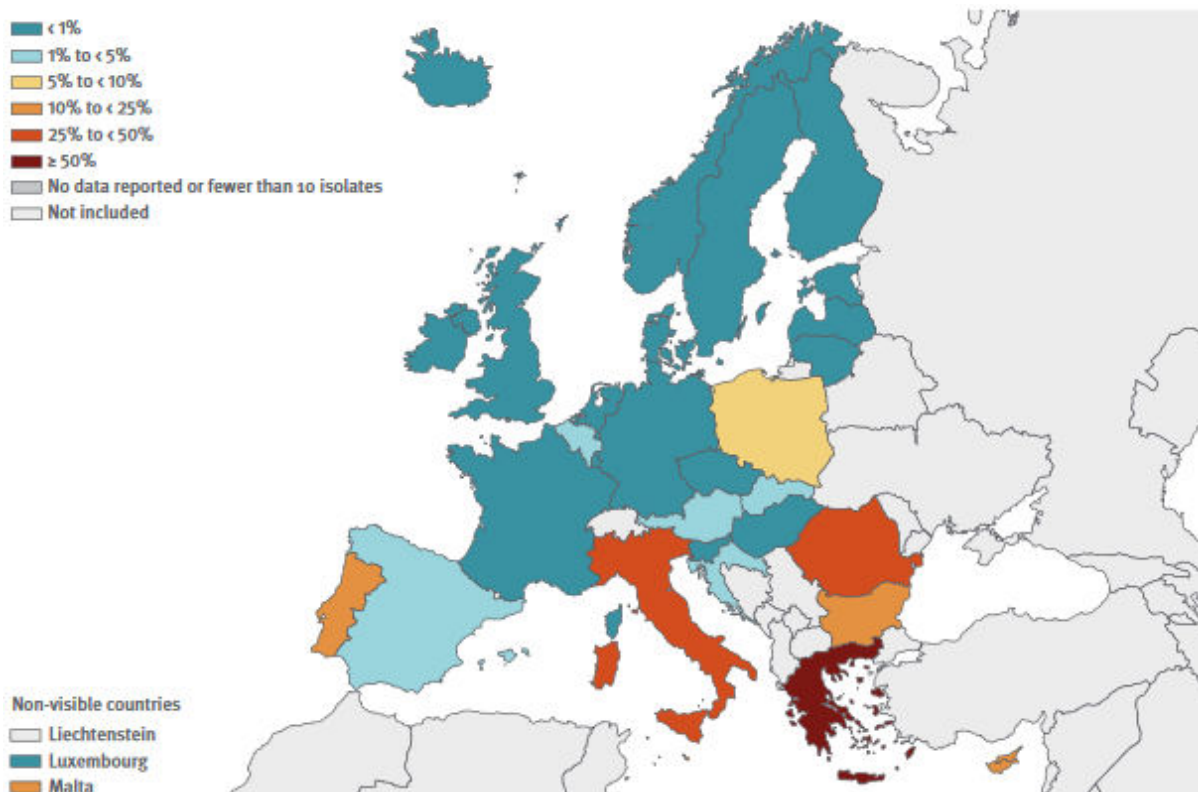 < 1%
1% to < 5%
5% to < 10%
10% to < 25%
25% to < 50%
≥ 50%
No data reported or fewer than 10 isolates
Not included
Non-visible countries
Liechtenstein
Luxembourg
Malta